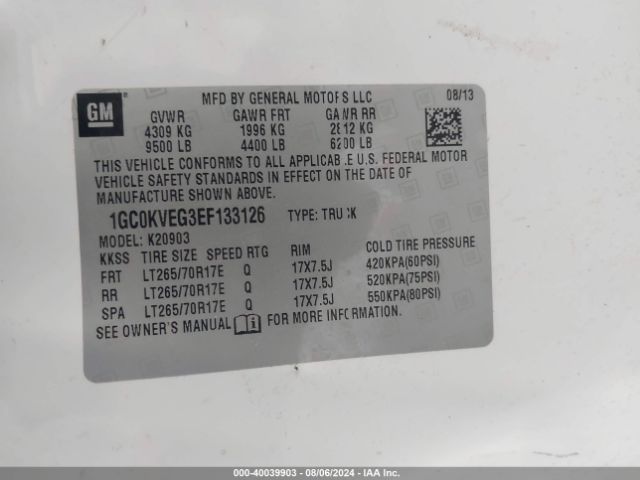 GM
MFD BY GENERAL MOTORS LLC 08/13
GVWR GAWR FRT GAWR RR
4309 KG 1996 KG 2812 KG
9500 LB 4400 LB 6200 LB
THIS VEHICLE CONFORMS TO ALL APPLICABLE U.S. FEDERAL MOTOR
VEHICLE SAFETY STANDARDS IN EFFECT ON THE DATE OF
MANUFACTURE SHOWN ABOVE.
1GC0KVEG3EF133126 TYPE: TRUCK
MODEL: K20903
KKSS TIRE SIZE SPEED RTG RIM COLD TIRE PRESSURE
FRT LT265/70R17E Q 17X7.5J 420KPA(60PSI)
RR LT265/70R17E Q 17X7.5J 520KPA(75PSI)
SPA LT265/70R17E Q 17X7.5J 550KPA(80PSI)
SEE OWNER'S MANUAL FOR MORE INFORMATION.
000-40039903 - 08/06/2024 - IAA Inc.